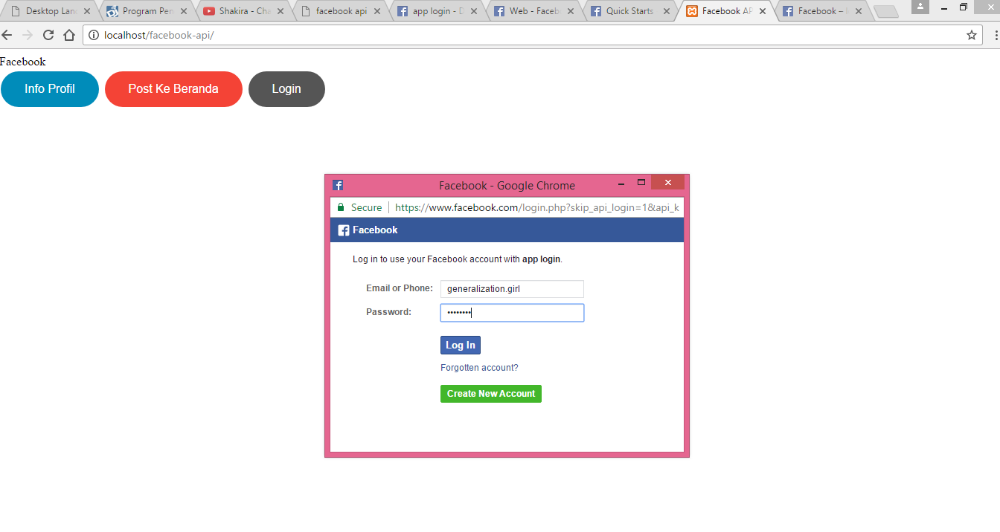 Desktop Lan
Program Pen
Shakira - Cha
facebook api
app login - D
Web - Faceb
Quick Starts
Facebook AP
Facebook –
localhost/facebook-api/
Facebook
Info Profil
Post Ke Beranda
Login
Facebook - Google Chrome
Secure
https://www.facebook.com/login.php?skip_api_login=1&api_k
Facebook
Log in to use your Facebook account with app login.
Email or Phone: generalization.girl
Password: ••••••••
Log In
Forgotten account?
Create New Account